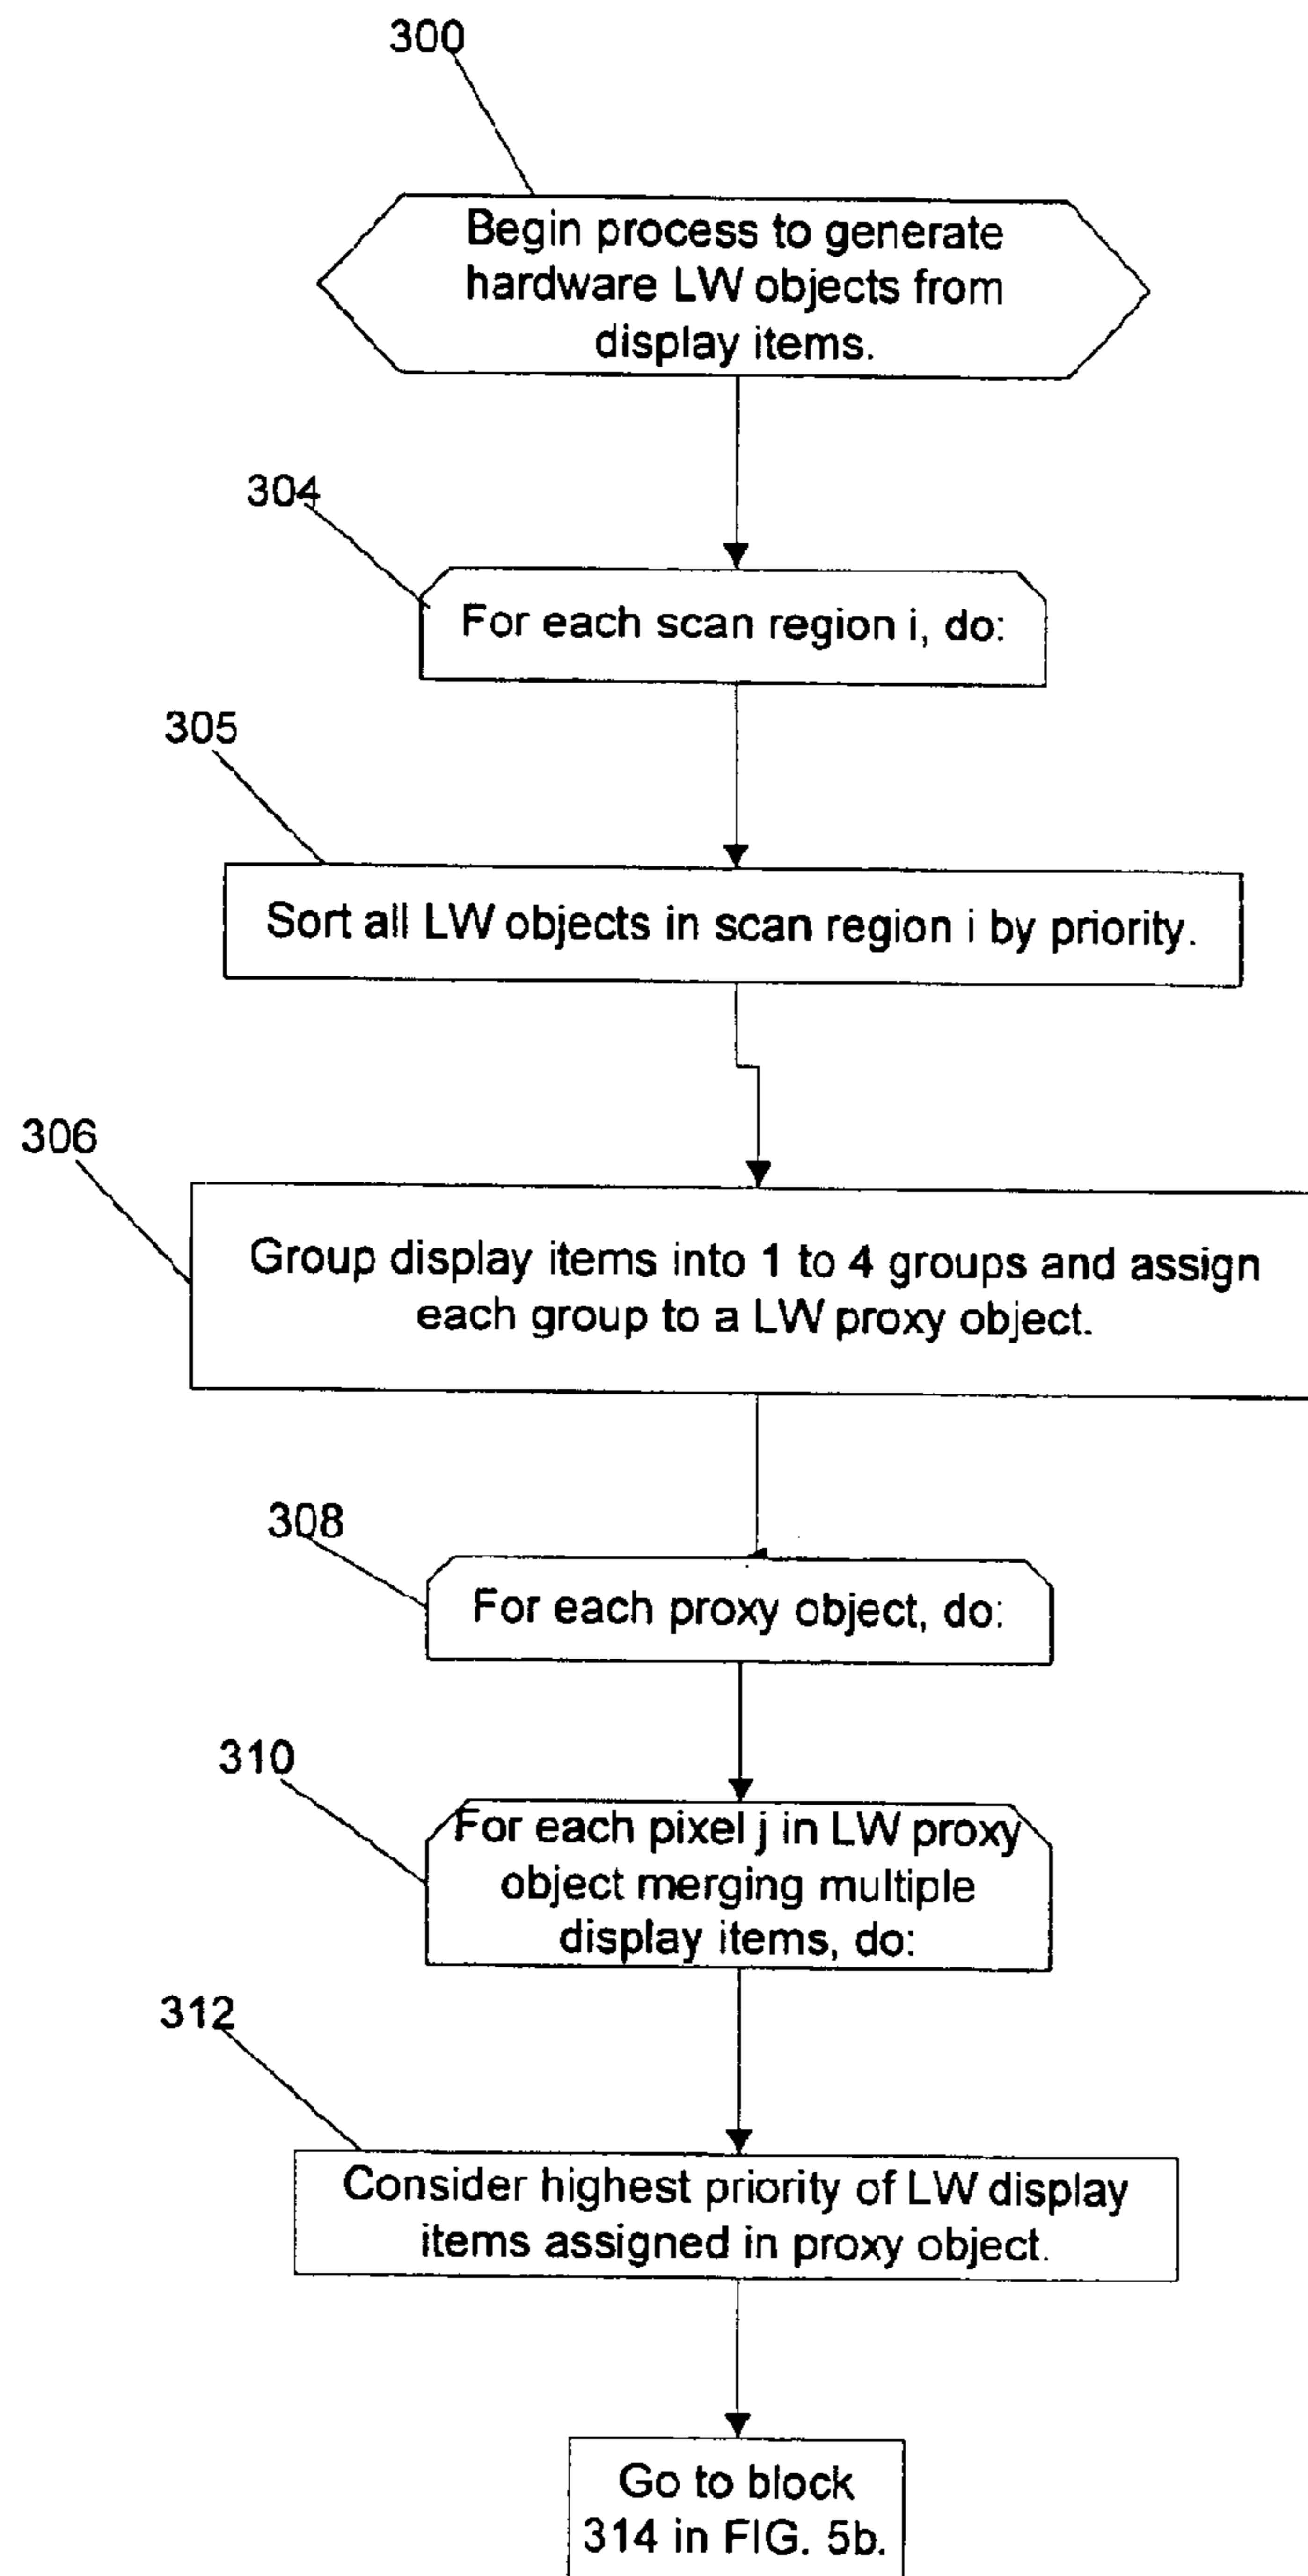 300
Begin process to generate
hardware LW objects from
display items.
304
For each scan region i, do:
305
Sort all LW objects in scan region i by priority.
306
Group display items into 1 to 4 groups and assign
each group to a LW proxy object.
308
For each proxy object, do:
310
For each pixel j in LW proxy
object merging multiple
display items, do:
312
Consider highest priority of LW display
items assigned in proxy object.
Go to block
314 in FIG. 5b.